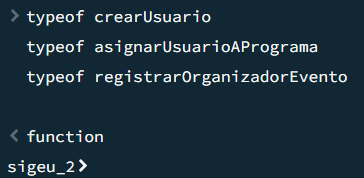 > typeof crearUsuario
typeof asignarUsuarioAPrograma
typeof registrarOrganizadorEvento
< function
sigeu_2>